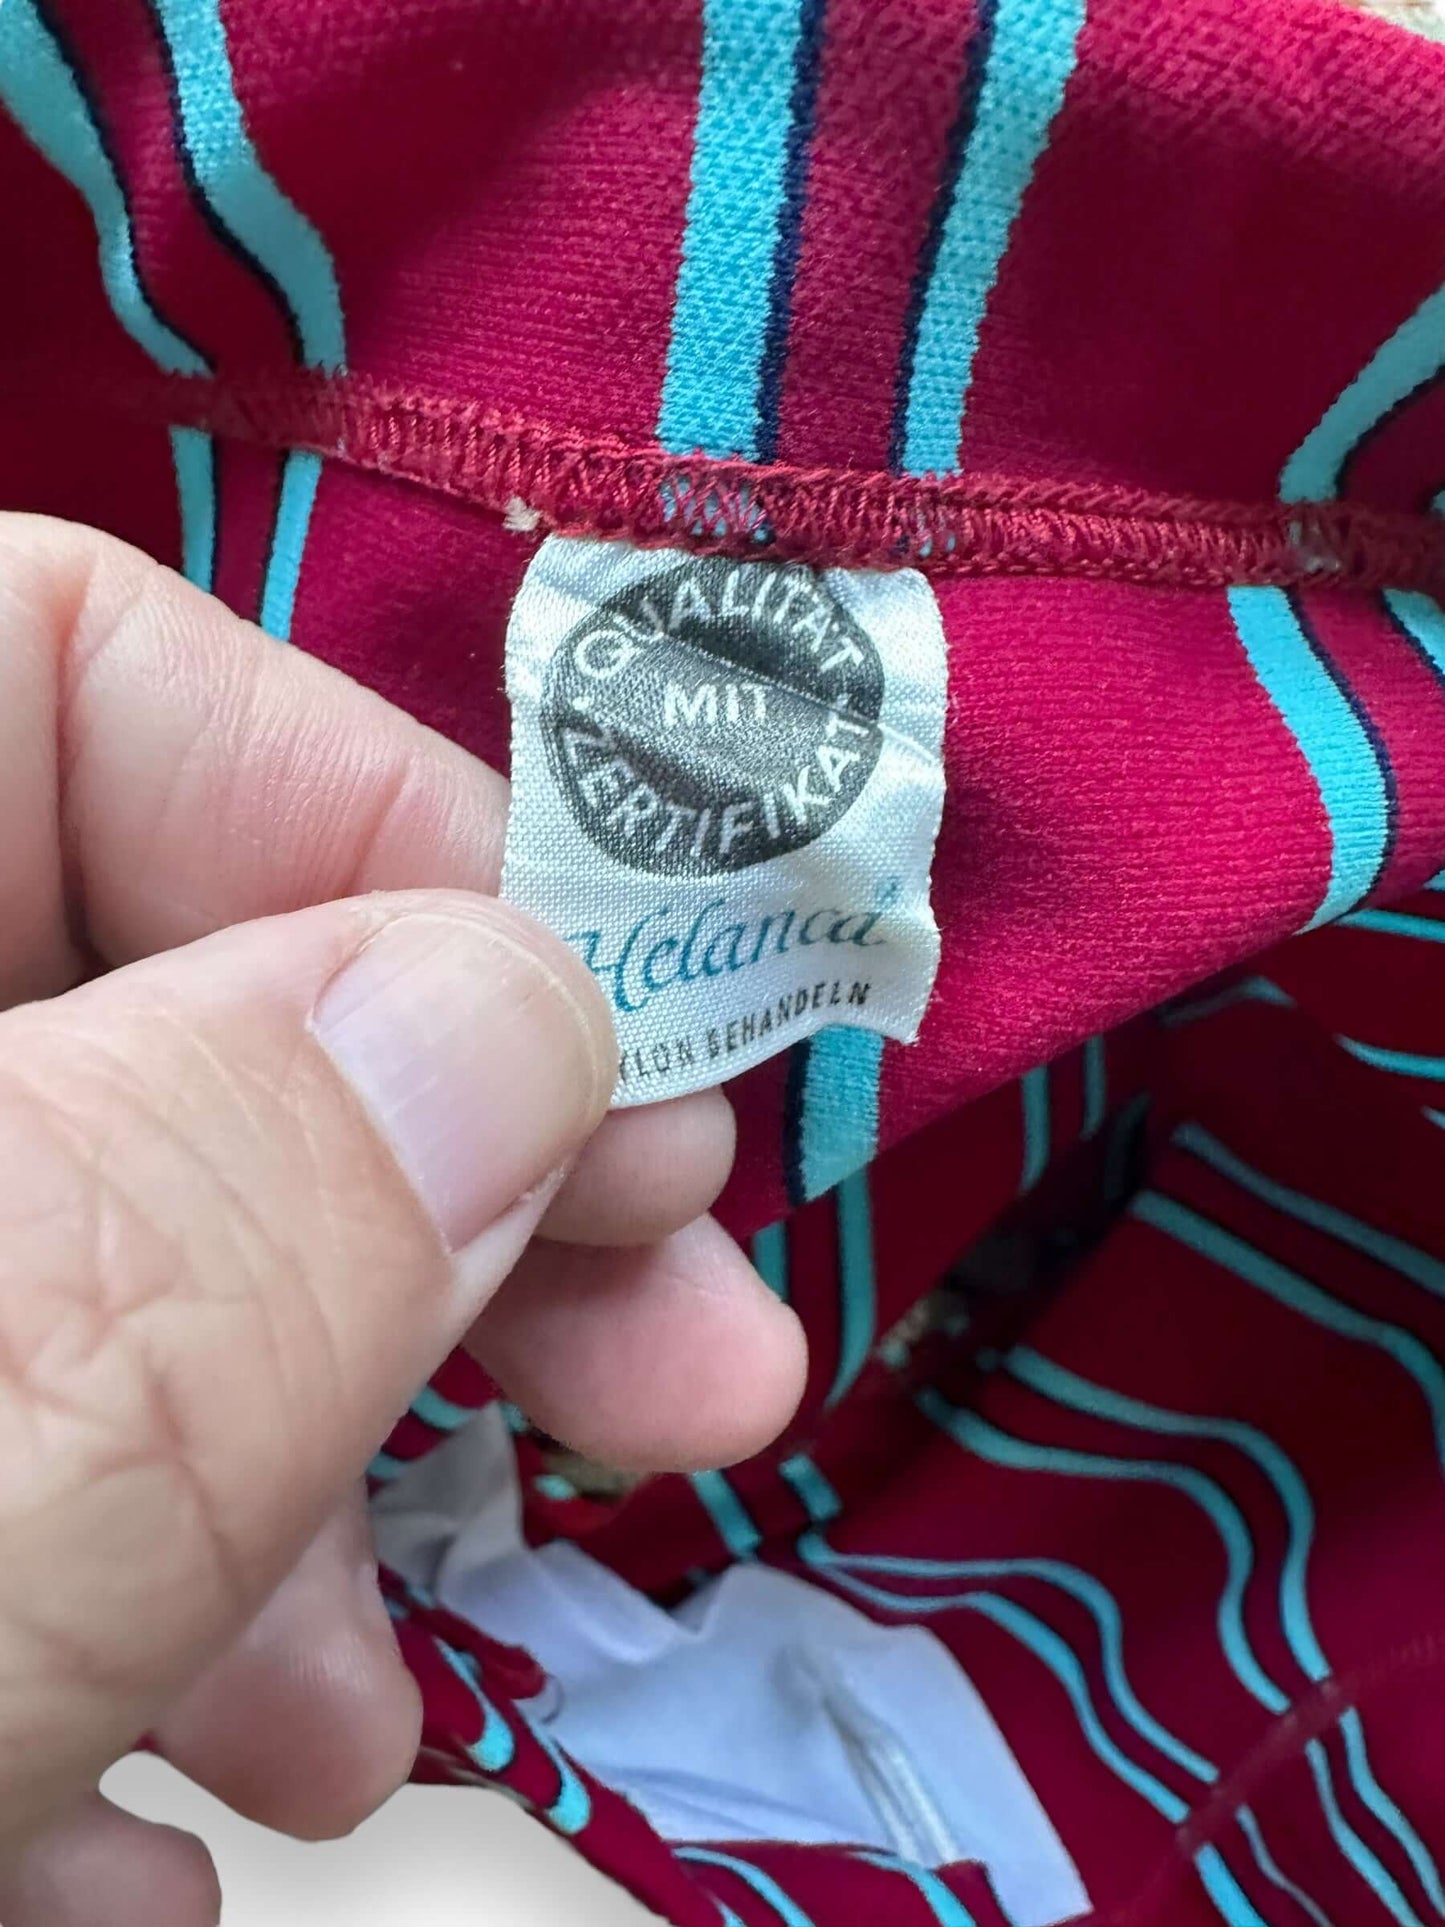 QUALITÄT
MIT
ZERTIFIKAT
Helanca®
BEHANDELN